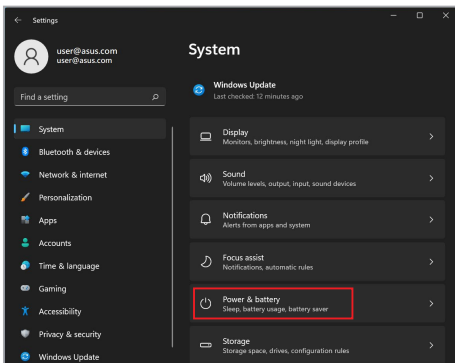 Settings
user@asus.com
user@asus.com
Find a setting
System
Bluetooth & devices
Network & internet
Personalization
Apps
Accounts
Time & language
Gaming
Accessibility
Privacy & security
Windows Update
System
Windows Update
Last checked: 12 minutes ago
Display
Monitors, brightness, night light, display profile
Sound
Volume levels, output, input, sound devices
Notifications
Alerts from apps and system
Focus assist
Notifications, automatic rules
Power & battery
Sleep, battery usage, battery saver
Storage
Storage space, drives, configuration rules